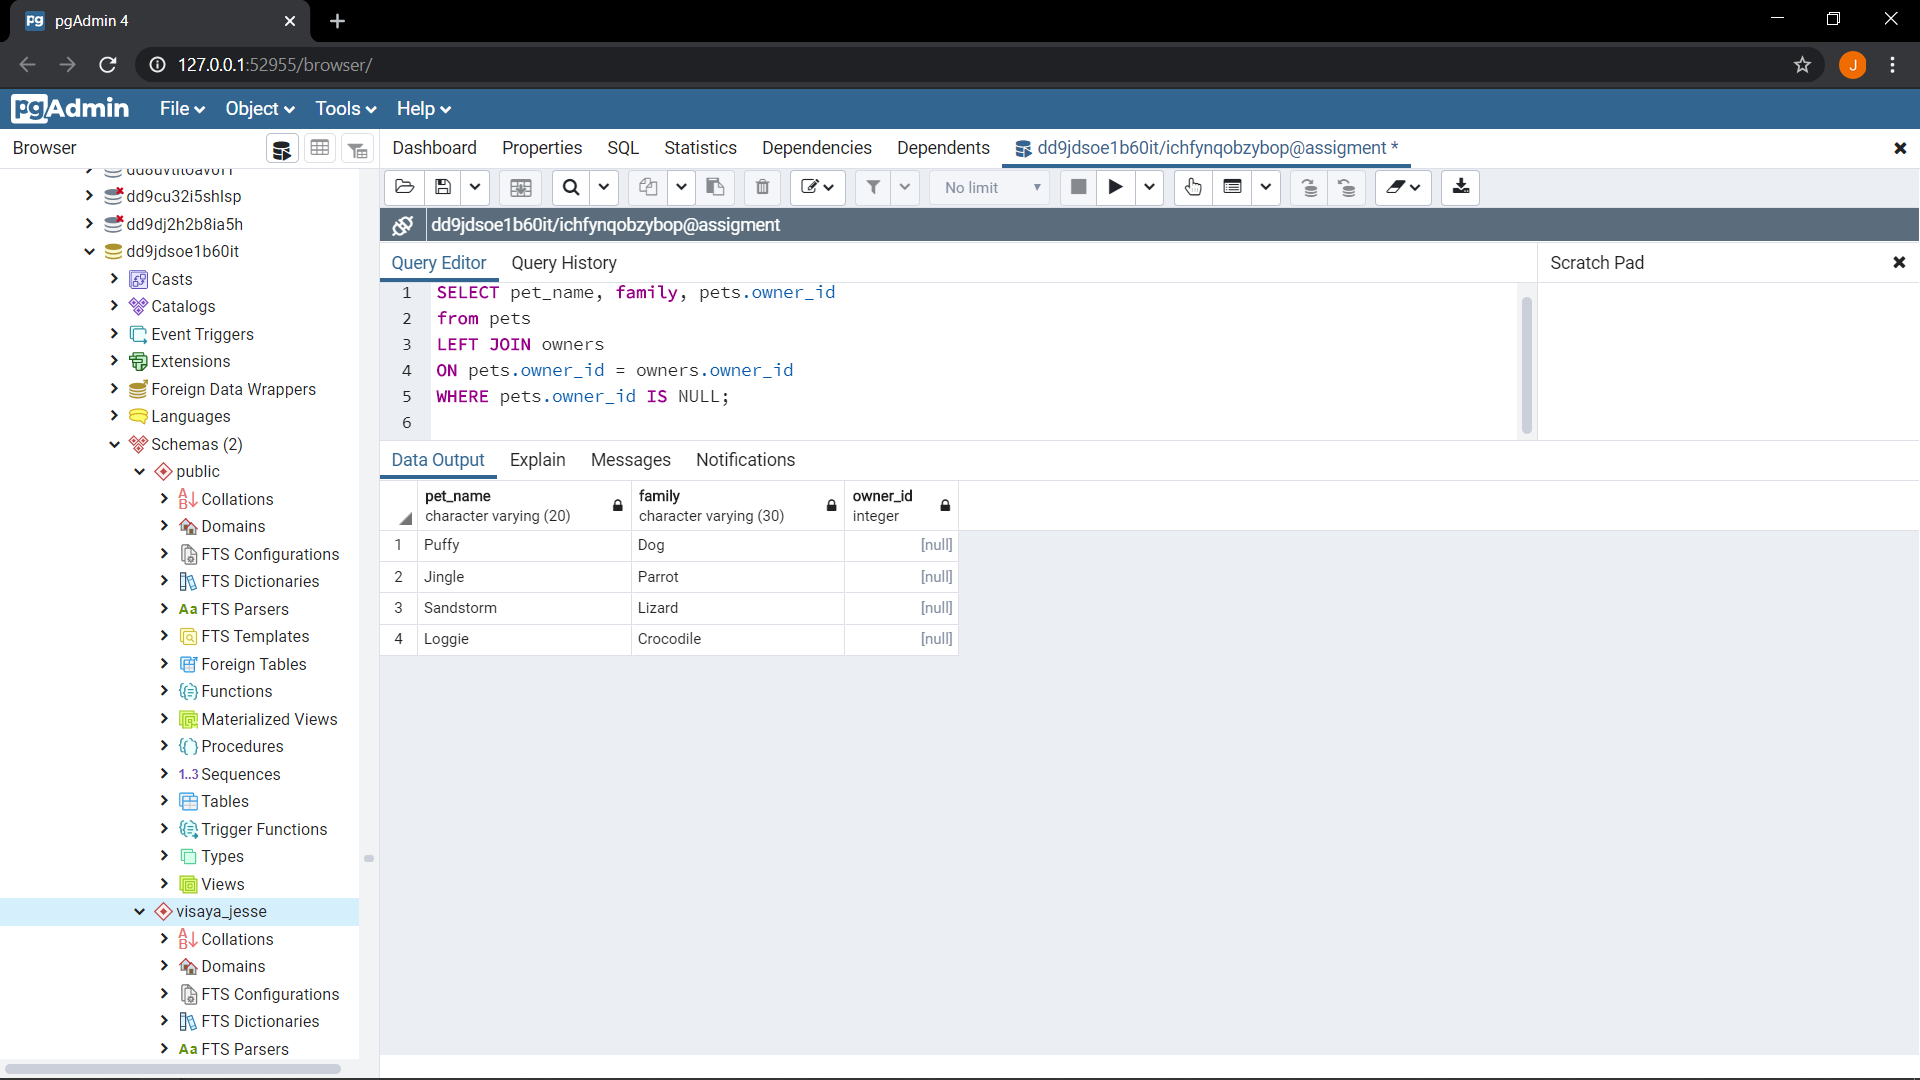 pgAdmin 4
127.0.0.1:52955/browser/
J
pgAdmin File Object Tools Help
Browser
Dashboard Properties SQL Statistics Dependencies Dependents dd9jdsoe1b60it/ichfynqobzybop@assigment *
No limit
dd9jdsoe1b60it/ichfynqobzybop@assigment
Query Editor Query History
Scratch Pad
1 SELECT pet_name, family, pets.owner_id
2 from pets
3 LEFT JOIN owners
4 ON pets.owner_id = owners.owner_id
5 WHERE pets.owner_id IS NULL;
6
Data Output Explain Messages Notifications
pet_name family owner_id
character varying (20) character varying (30) integer
1 Puffy Dog [null]
2 Jingle Parrot [null]
3 Sandstorm Lizard [null]
4 Loggie Crocodile [null]
dd9cu32i5shlsp
dd9dj2h2b8ia5h
dd9jdsoe1b60it
Casts
Catalogs
Event Triggers
Extensions
Foreign Data Wrappers
Languages
Schemas (2)
public
Collations
Domains
FTS Configurations
FTS Dictionaries
Aa FTS Parsers
FTS Templates
Foreign Tables
Functions
Materialized Views
Procedures
1..3 Sequences
Tables
Trigger Functions
Types
Views
visaya_jesse
Collations
Domains
FTS Configurations
FTS Dictionaries
Aa FTS Parsers